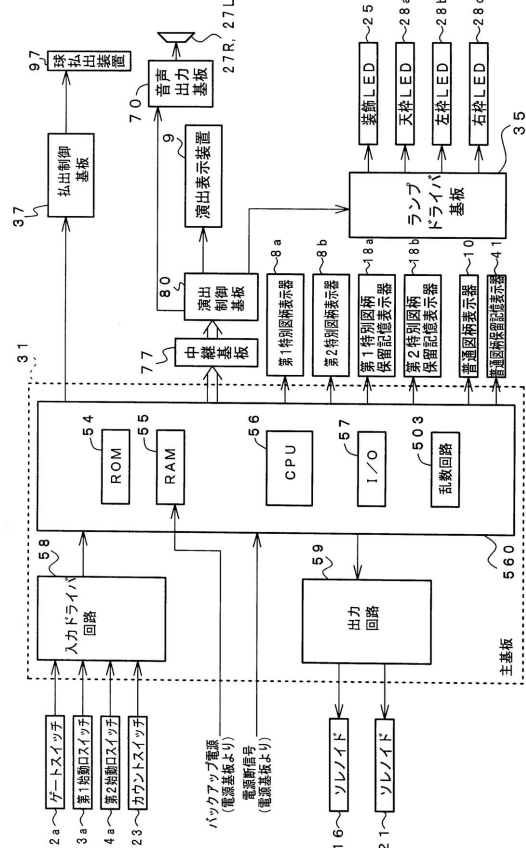 31
主基板
2a
ゲートスイッチ
3a
第1始動口スイッチ
4a
第2始動口スイッチ
23
カウントスイッチ
58
入力ドライバ
回路
バックアップ電源
(電源基板より)
電源断信号
(電源基板より)
59
出力
回路
16
ソレノイド
21
ソレノイド
54
ROM
55
RAM
56
CPU
57
I/O
503
乱数回路
560
37
払出制御
基板
97
球払出装置
77
中継基板
80
演出
制御
基板
70
音声
出力
基板
27R, 27L
9
演出表示装置
8a
第1特別図柄表示器
8b
第2特別図柄表示器
18a
第1特別図柄
保留記憶表示器
18b
第2特別図柄
保留記憶表示器
10
普通図柄表示器
41
普通図柄保留記憶表示器
35
ランプ
ドライバ
基板
装飾LED
25
天枠LED
28a
左枠LED
28b
右枠LED
28c